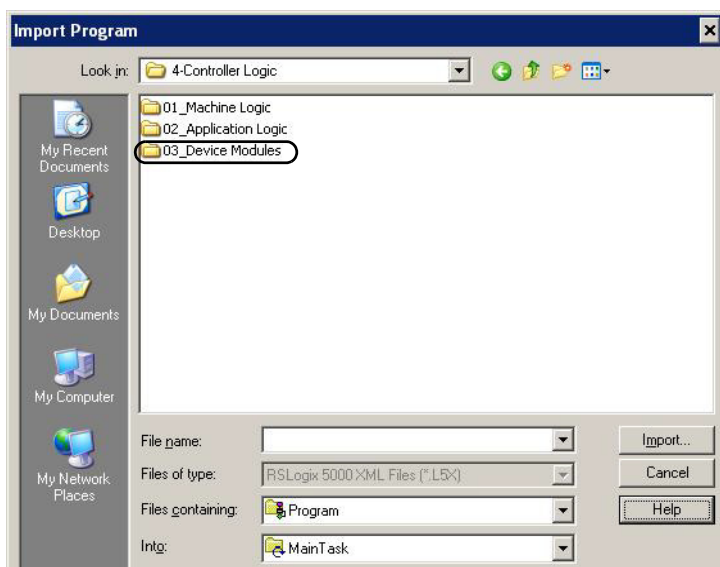 Import Program
Look in: 4-Controller Logic
My Recent
Documents
Desktop
My Documents
My Computer
My Network
Places
01_Machine Logic
02_Application Logic
03_Device Modules
File name:
Import...
Files of type: RSLogix 5000 XML Files (*.L5X)
Cancel
Files containing: Program
Help
Into: MainTask